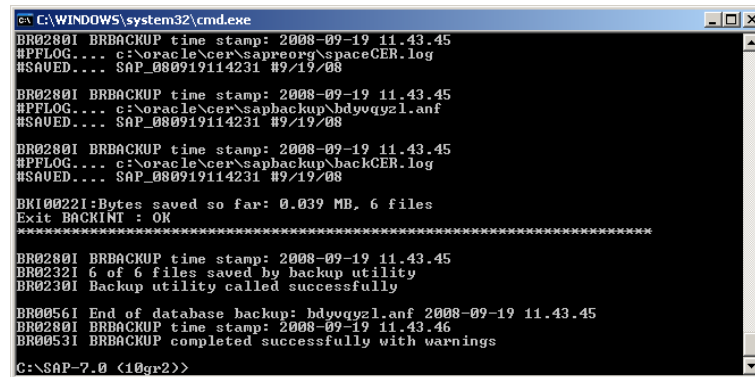 C:\WINDOWS\system32\cmd.exe
BR0280I BRBACKUP time stamp: 2008-09-19 11.43.45
#PFLOG.... c:\oracle\cer\sapreorg\spaceCER.log
#SAVED.... SAP_080919114231 #9/19/08
BR0280I BRBACKUP time stamp: 2008-09-19 11.43.45
#PFLOG.... c:\oracle\cer\sapbackup\bdyvqyzl.anf
#SAVED.... SAP_080919114231 #9/19/08
BR0280I BRBACKUP time stamp: 2008-09-19 11.43.45
#PFLOG.... c:\oracle\cer\sapbackup\backCER.log
#SAVED.... SAP_080919114231 #9/19/08
BKI0022I:Bytes saved so far: 0.039 MB, 6 files
Exit BACKINT : OK
***********************************************************************
BR0280I BRBACKUP time stamp: 2008-09-19 11.43.45
BR0232I 6 of 6 files saved by backup utility
BR0230I Backup utility called successfully
BR0056I End of database backup: bdyvqyzl.anf 2008-09-19 11.43.45
BR0280I BRBACKUP time stamp: 2008-09-19 11.43.46
BR0053I BRBACKUP completed successfully with warnings
C:\SAP-7.0 (10gr2)>